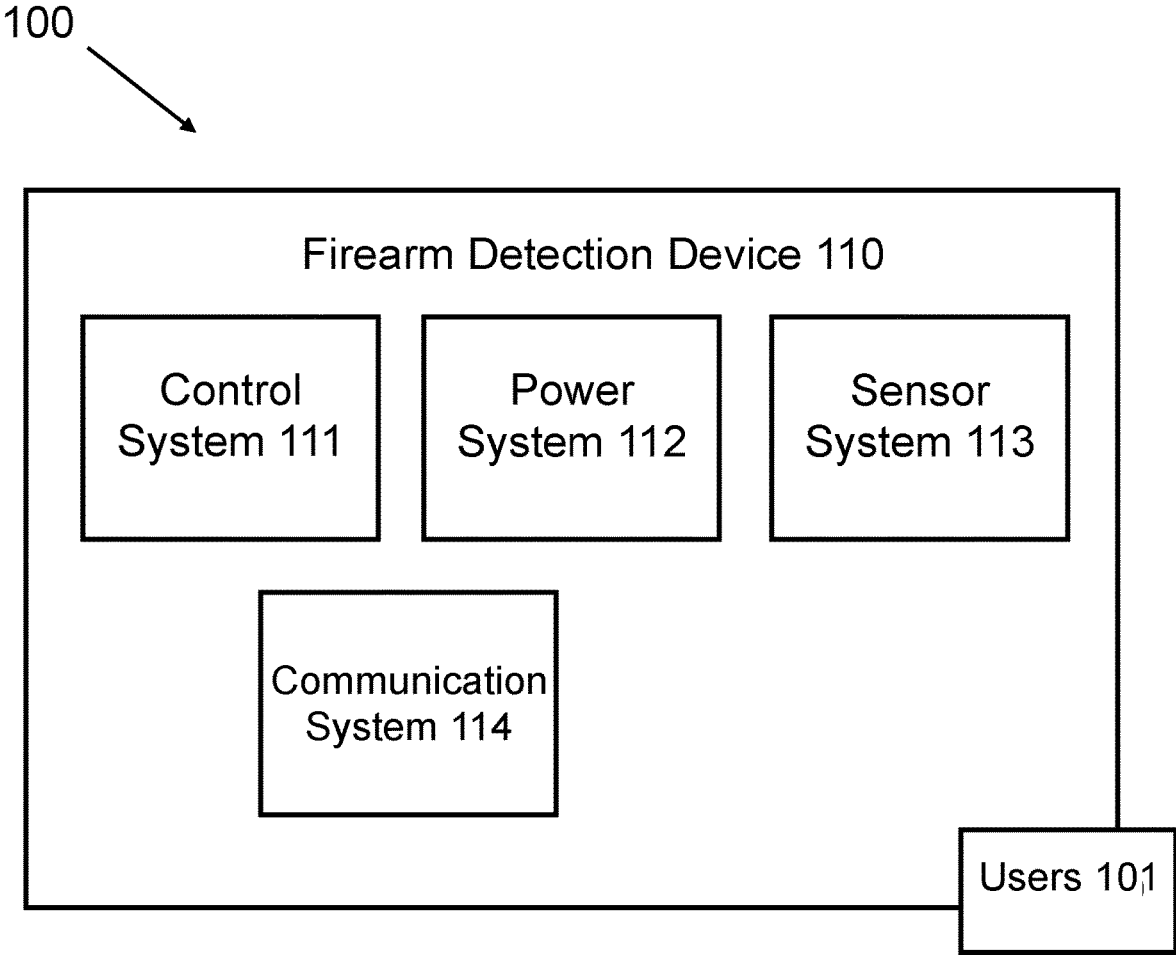 100
Firearm Detection Device 110
Control
System 111
Power
System 112
Sensor
System 113
Communication
System 114
Users 101